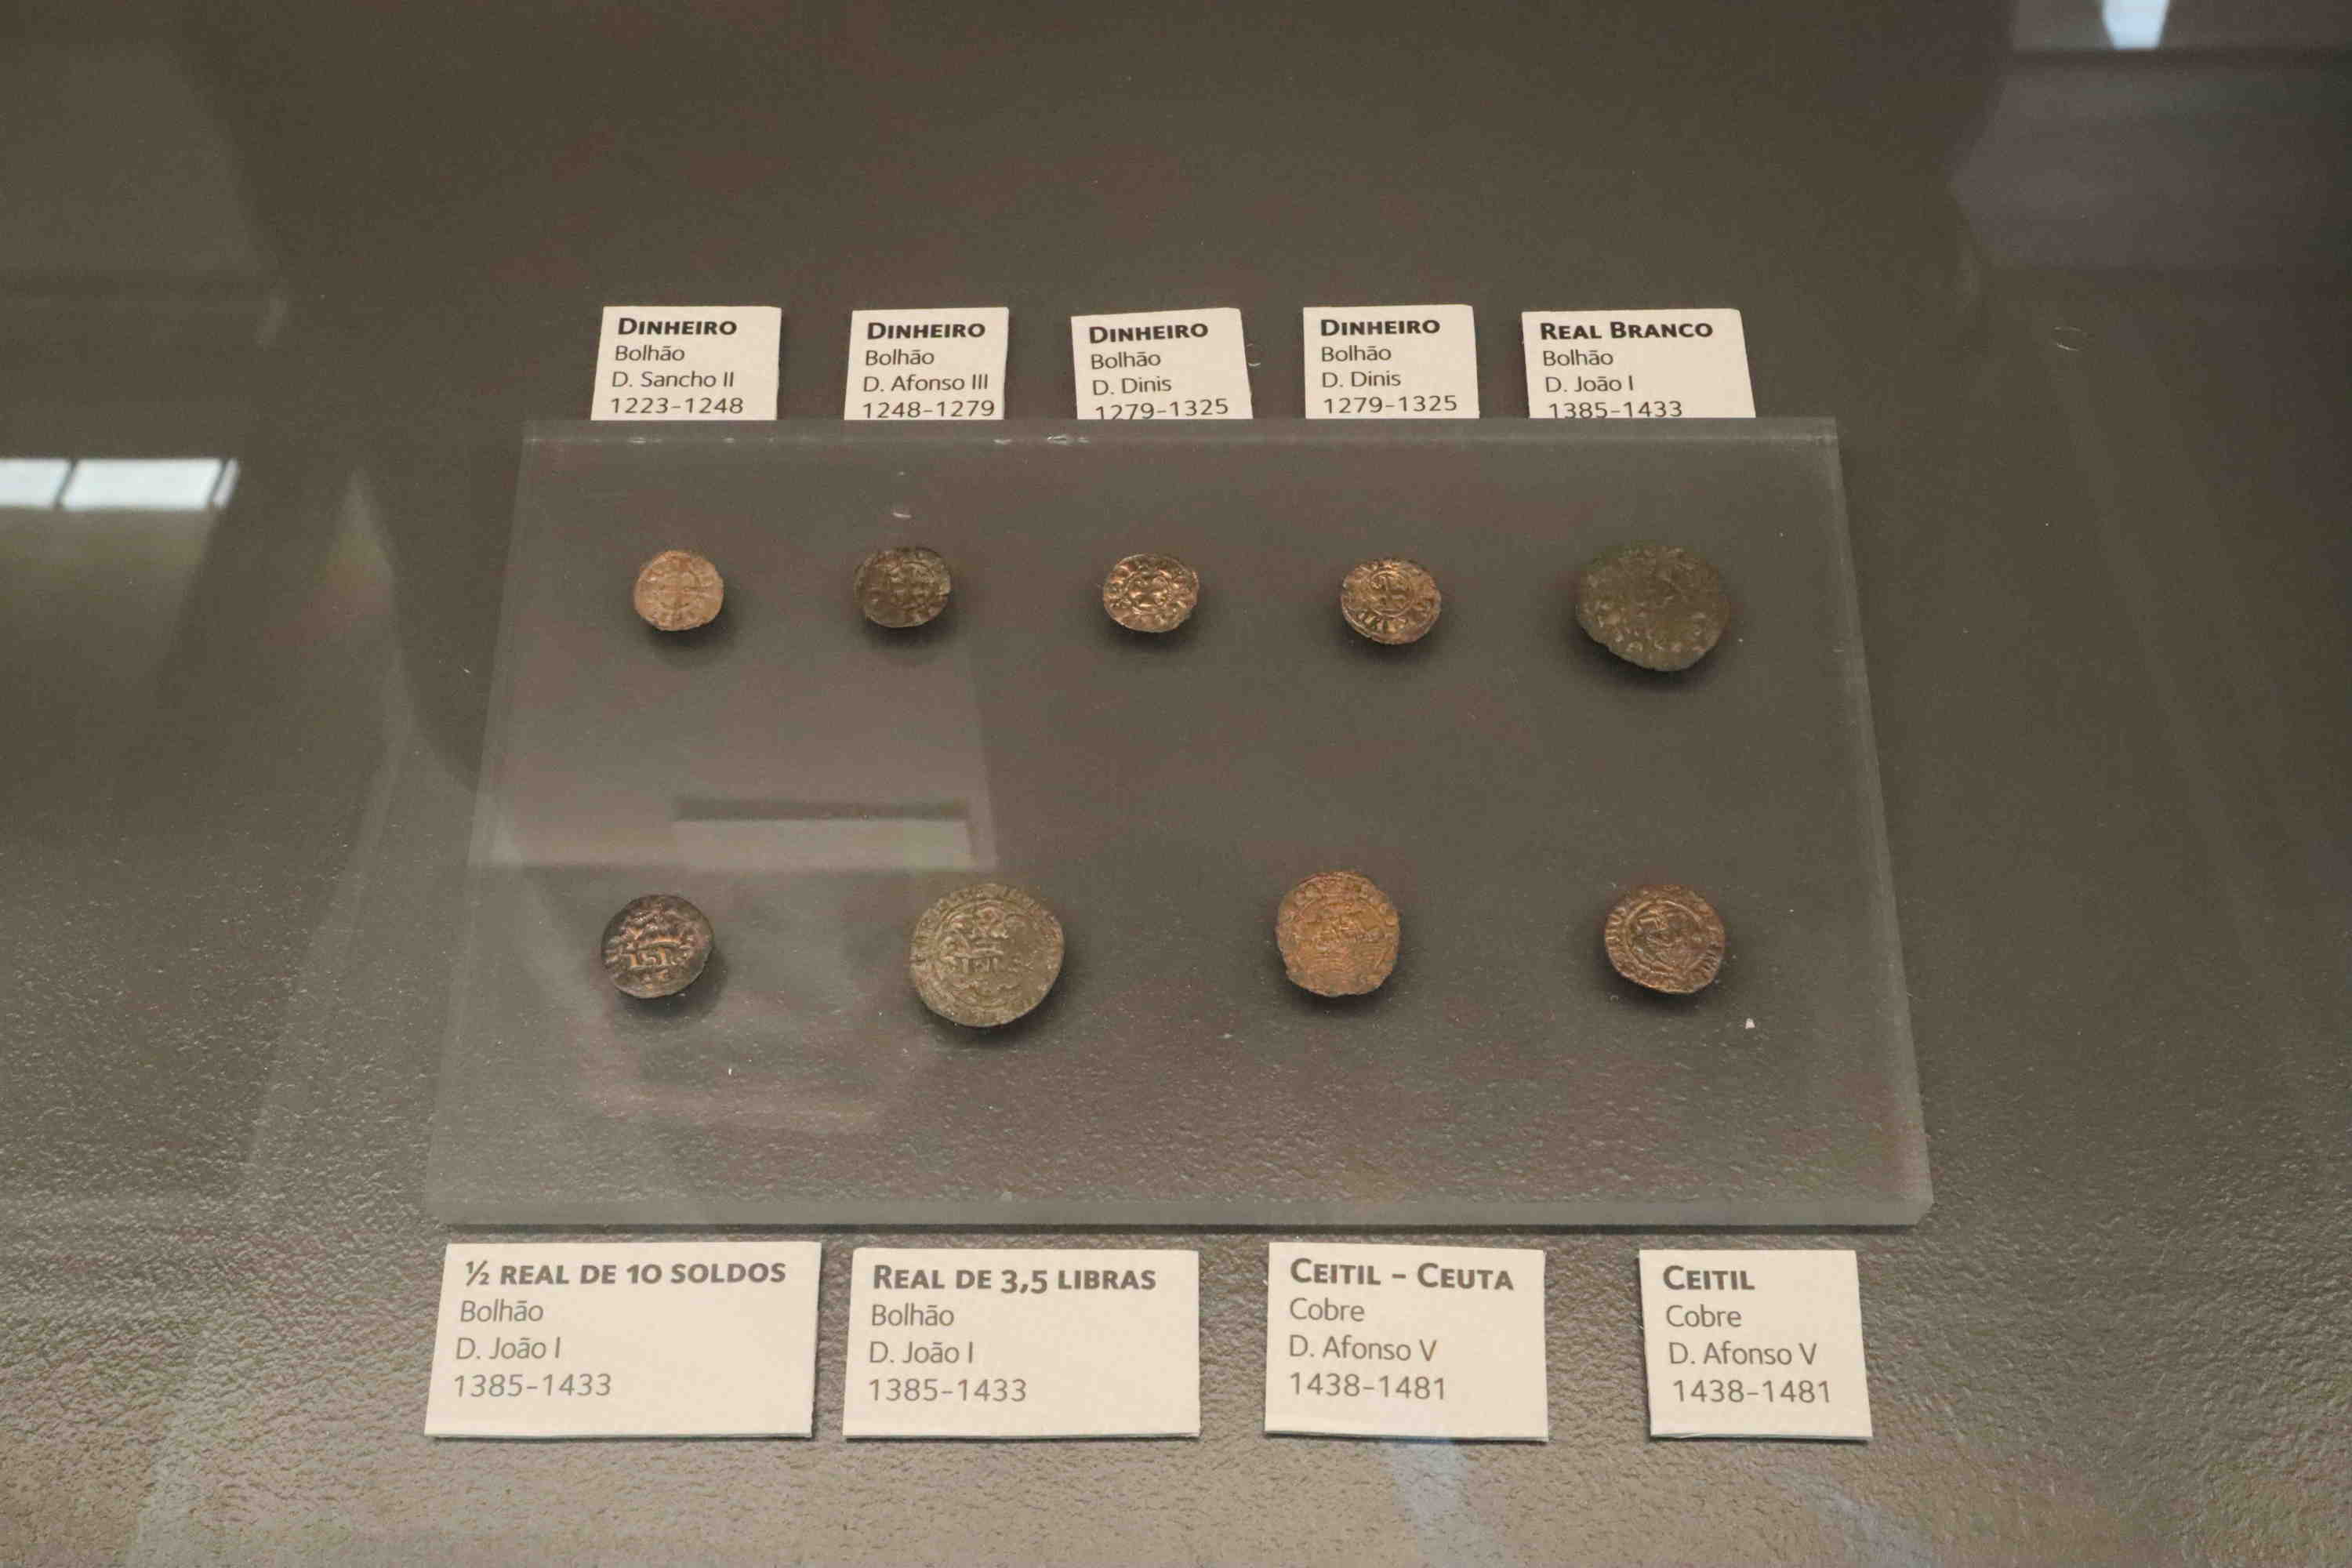 DINHEIRO
Bolhão
D. Sancho II
1223-1248
DINHEIRO
Bolhão
D. Afonso III
1248-1279
DINHEIRO
Bolhão
D. Dinis
1279-1325
DINHEIRO
Bolhão
D. Dinis
1279-1325
REAL BRANCO
Bolhão
D. João I
1385-1433
½ REAL DE 10 SOLDOS
Bolhão
D. João I
1385-1433
REAL DE 3,5 LIBRAS
Bolhão
D. João I
1385-1433
CEITIL – CEUTA
Cobre
D. Afonso V
1438-1481
CEITIL
Cobre
D. Afonso V
1438-1481